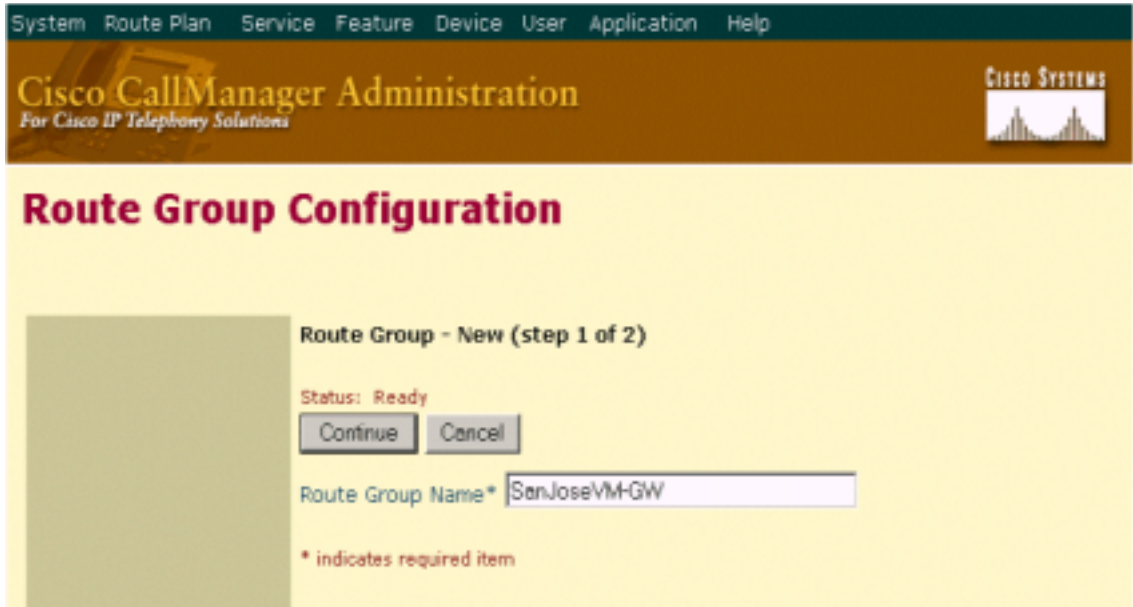 System Route Plan Service Feature Device User Application Help
Cisco CallManager Administration
For Cisco IP Telephony Solutions
CISCO SYSTEMS
Route Group Configuration
Route Group - New (step 1 of 2)
Status: Ready
Continue Cancel
Route Group Name* SanJoseVM-GW
* indicates required item